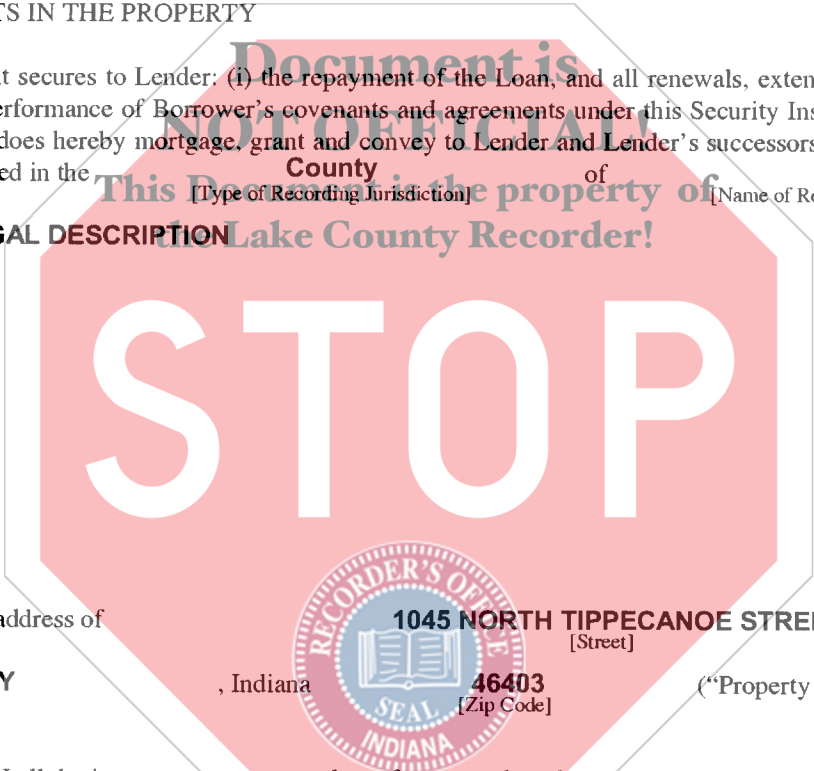 TS IN THE PROPERTY
Document is
t secures to Lender: (i) the repayment of the Loan, and all renewals, exten
erformance of Borrower's covenants and agreements under this Security Ins
NOT OFFICIAL!
does hereby mortgage, grant and convey to Lender and Lender's successors
ed in the County of
This Document is the property of
[Type of Recording Jurisdiction] [Name of Re
GAL DESCRIPTION
the Lake County Recorder!
STOP
RECORDER'S OFFICE
address of 1045 NORTH TIPPECANOE STREE
[Street]
Y , Indiana 46403 ("Property
[Zip Code]
SEAL
INDIANA